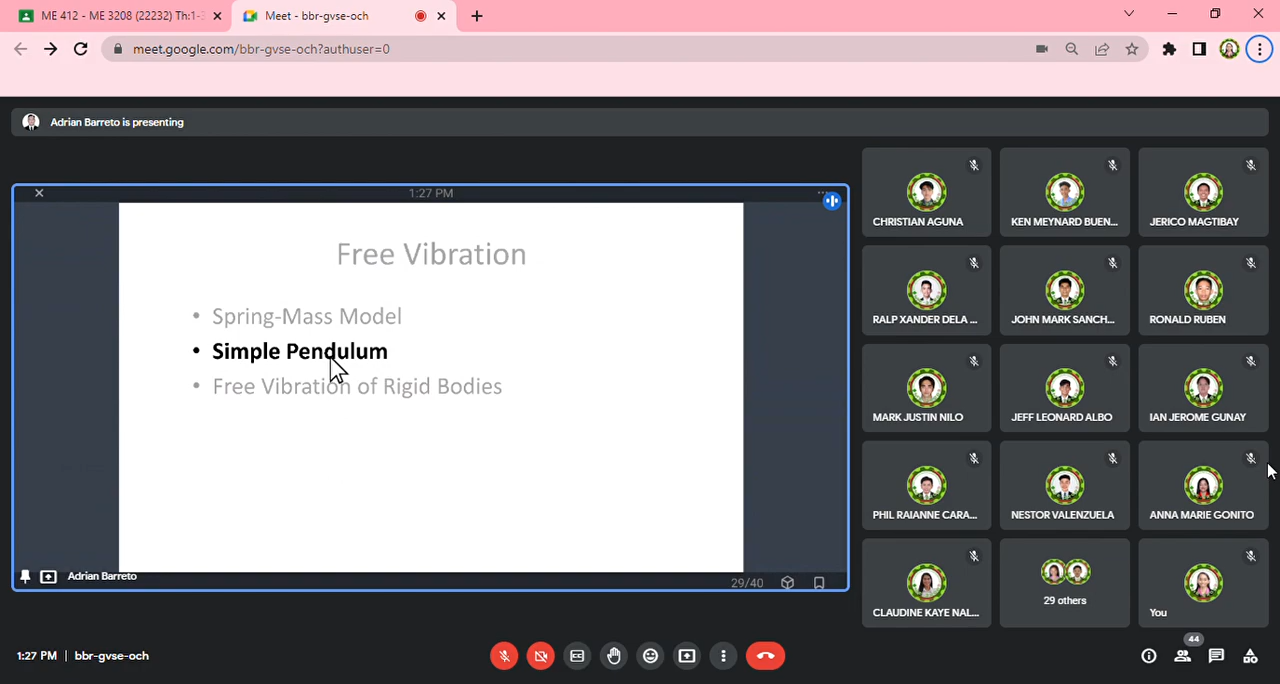 ME 412 - ME 3208 (22232) Th:1-3
Meet - bbr-gvse-och
meet.google.com/bbr-gvse-och?authuser=0
Adrian Barreto is presenting
1:27 PM
Free Vibration
• Spring-Mass Model
• Simple Pendulum
• Free Vibration of Rigid Bodies
Adrian Barreto
29/40
CHRISTIAN AGUNA
KEN MEYNARD BUEN...
JERICO MAGTIBAY
RALP XANDER DELA ...
JOHN MARK SANCH...
RONALD RUBEN
MARK JUSTIN NILO
JEFF LEONARD ALBO
IAN JEROME GUNAY
PHIL RAIANNE CARA...
NESTOR VALENZUELA
ANNA MARIE GONITO
CLAUDINE KAYE NAL...
29 others
You
1:27 PM | bbr-gvse-och
44